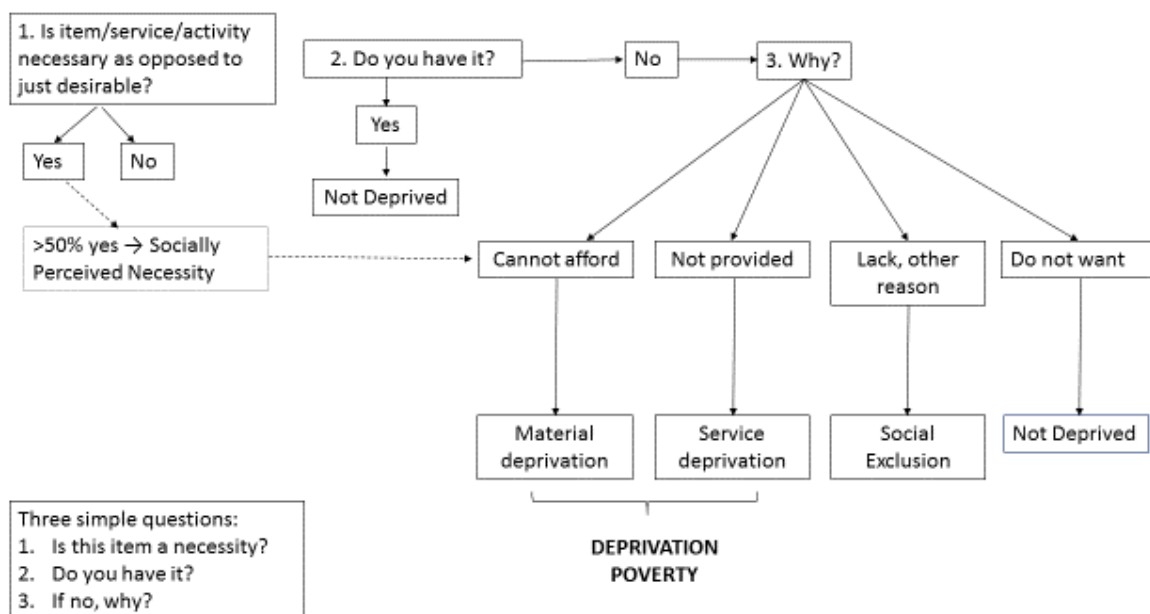 1. Is item/service/activity
necessary as opposed to
just desirable?
Yes
No
>50% yes → Socially
Perceived Necessity
2. Do you have it?
No
3. Why?
Yes
Not Deprived
Cannot afford
Not provided
Lack, other
reason
Do not want
Material
deprivation
Service
deprivation
Social
Exclusion
Not Deprived
DEPRIVATION
POVERTY
Three simple questions:
1. Is this item a necessity?
2. Do you have it?
3. If no, why?